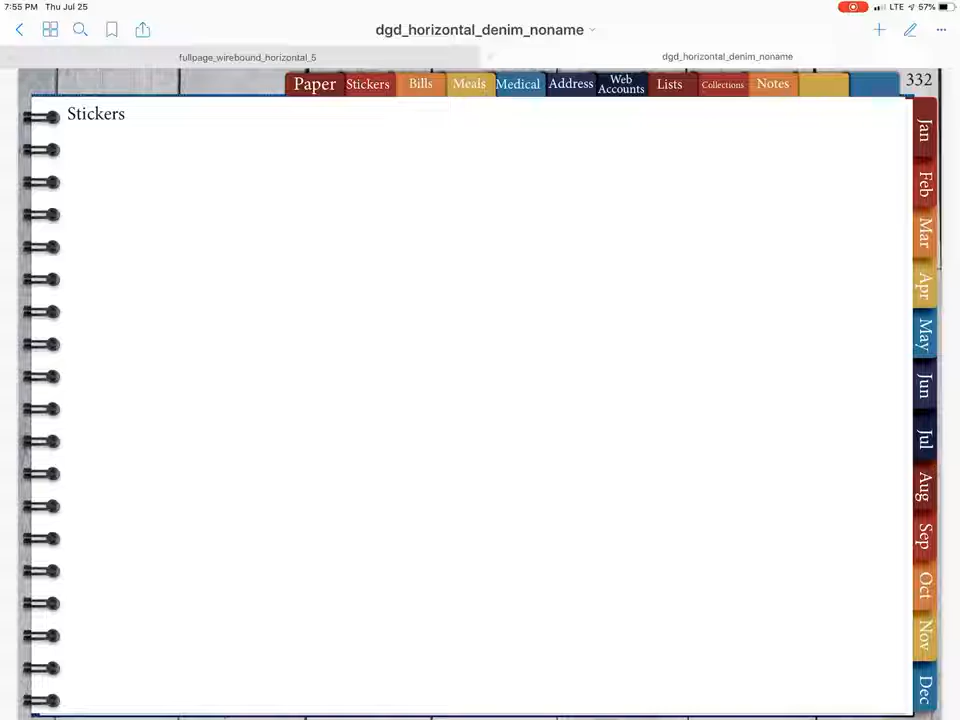 7:55 PM Thu Jul 25
LTE 57%
dgd_horizontal_denim_noname
fullpage_wirebound_horizontal_5
dgd_horizontal_denim_noname
Paper
Stickers
Bills
Meals
Medical
Address
Web
Accounts
Lists
Collections
Notes
332
Stickers
Jan
Feb
Mar
Apr
May
Jun
Jul
Aug
Sep
Oct
Nov
Dec